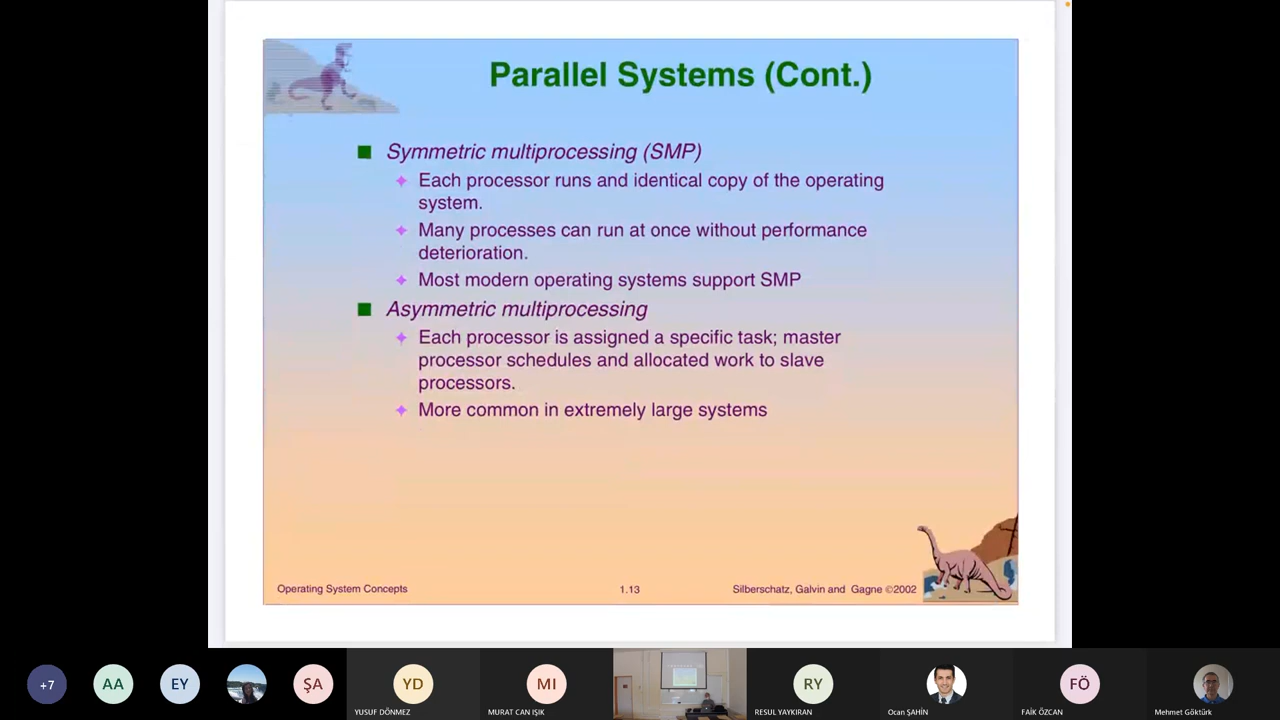 Parallel Systems (Cont.)
Symmetric multiprocessing (SMP)
Each processor runs and identical copy of the operating
system.
Many processes can run at once without performance
deterioration.
Most modern operating systems support SMP
Asymmetric multiprocessing
Each processor is assigned a specific task; master
processor schedules and allocated work to slave
processors.
More common in extremely large systems
Operating System Concepts
1.13
Silberschatz, Galvin and Gagne ©2002
+7
AA
EY
ŞA
YD
YUSUF DÖNMEZ
MI
MURAT CAN IŞIK
RY
RESUL YAYKIRAN
Ocan ŞAHİN
FÖ
FAİK ÖZCAN
Mehmet Göktürk